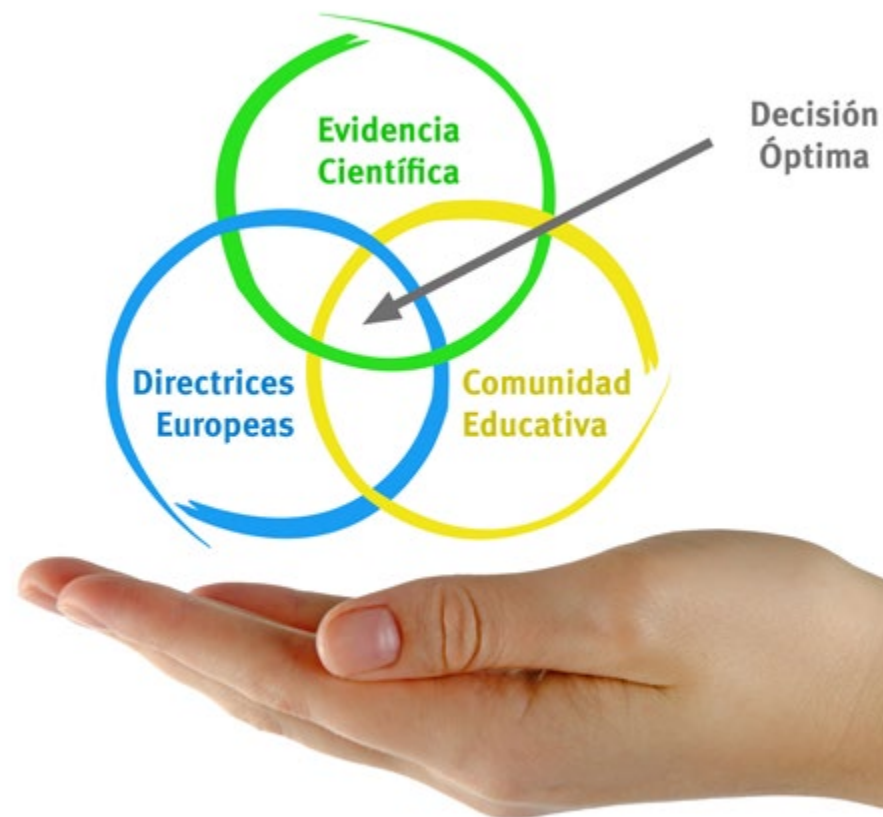 Evidencia
Científica
Decisión
Óptima
Directrices
Europeas
Comunidad
Educativa